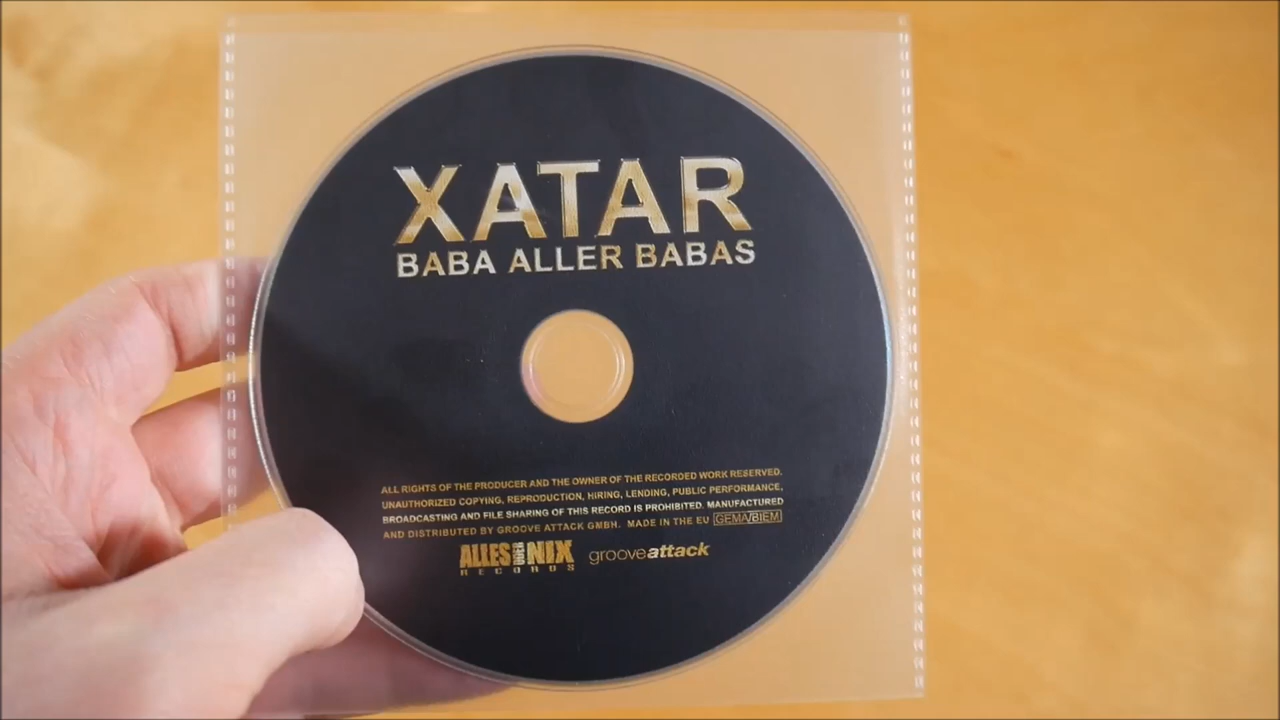 XATAR
BABA ALLER BABAS
ALL RIGHTS OF THE PRODUCER AND THE OWNER OF THE RECORDED WORK RESERVED.
UNAUTHORIZED COPYING, REPRODUCTION, HIRING, LENDING, PUBLIC PERFORMANCE,
BROADCASTING AND FILE SHARING OF THIS RECORD IS PROHIBITED. MANUFACTURED
AND DISTRIBUTED BY GROOVE ATTACK GMBH. MADE IN THE EU GEMA/BIEM
ALLES ODER NIX grooveattack
RECORDS